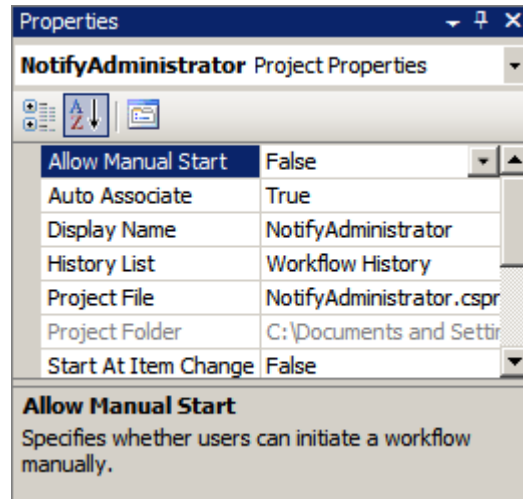 Properties
NotifyAdministrator Project Properties
Allow Manual Start False
Auto Associate True
Display Name NotifyAdministrator
History List Workflow History
Project File NotifyAdministrator.cspr
Project Folder C:\Documents and Settin
Start At Item Change False
Allow Manual Start
Specifies whether users can initiate a workflow
manually.